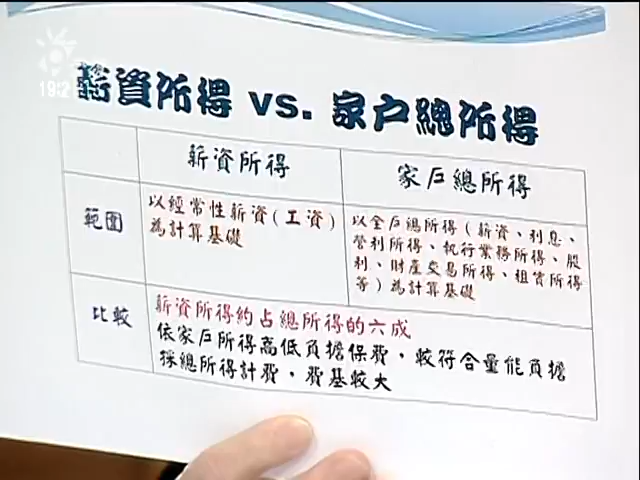 薪資所得 vs. 家户總所得
薪資所得
家戶總所得
範圍
以經常性薪資(工資)
為計算基礎
以全戶總所得(薪資、利息、
營利所得、執行業務所得、股
利、財產交易所得、租賃所得
等)為計算基礎
比較
薪資所得約占總所得的六成
依家戶所得高低負擔保費,較符合量能負擔
採總所得計費,費基較大